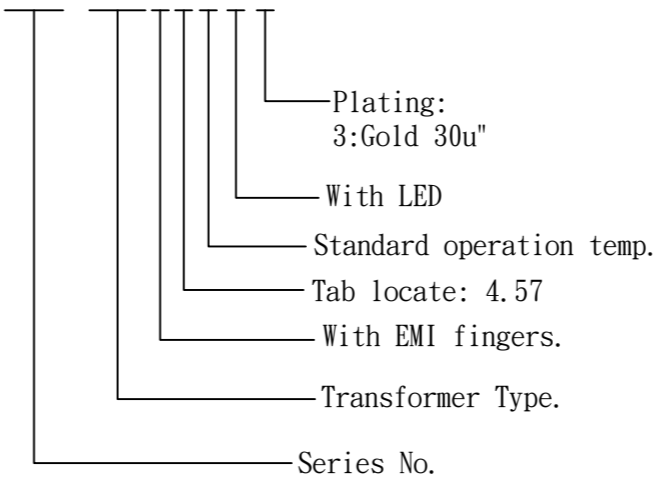 Plating:
3:Gold 30u"
With LED
Standard operation temp.
Tab locate: 4.57
With EMI fingers.
Transformer Type.
Series No.